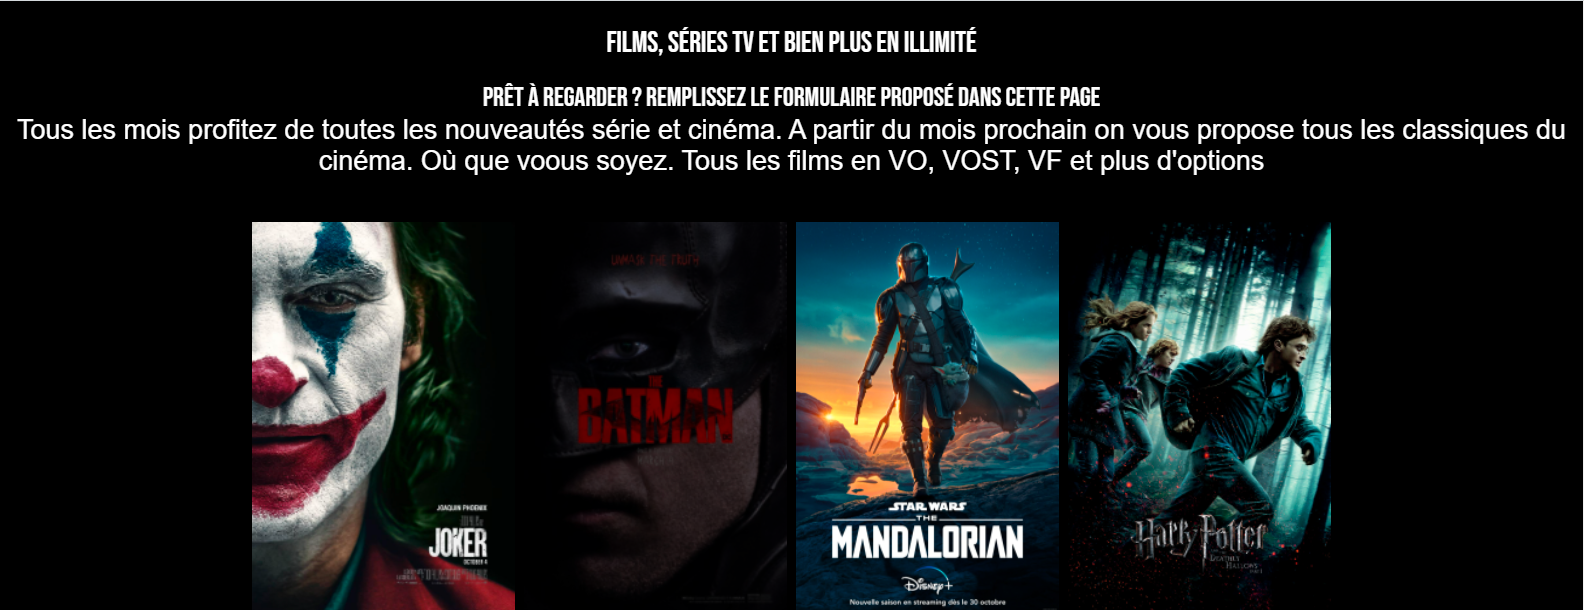 FILMS, SÉRIES TV ET BIEN PLUS EN ILLIMITÉ
PRÊT À REGARDER ? REMPLISSEZ LE FORMULAIRE PROPOSÉ DANS CETTE PAGE
Tous les mois profitez de toutes les nouveautés série et cinéma. A partir du mois prochain on vous propose tous les classiques du
cinéma. Où que voous soyez. Tous les films en VO, VOST, VF et plus d'options
JOAQUIN PHOENIX
JOKER
OCTOBER 4
UNMASK THE TRUTH
THE
BATMAN
STAR WARS
THE
MANDALORIAN
Disney+
Nouvelle saison en streaming dès le 30 octobre
Harry Potter
DEATHLY
HALLOWS